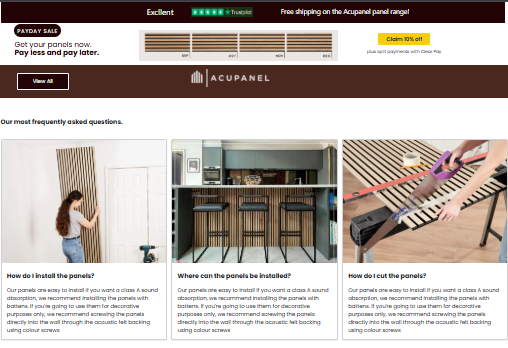 Excllent ★ Trustpilot Free shipping on the Acupanel panel range!
PAYDAY SALE
Get your panels now.
Pay less and pay later.
SEP OCT NOV DEC
Claim 10% off
plus split payments with Clear Pay
View All
ACUPANEL
Our most frequently asked questions.
How do I install the panels?
Our panels are easy to install if you want a class A sound
absorption, we recommend installing the panels with
battens. If you're going to use them for decorative
purposes only, we recommend screwing the panels
directly into the wall through the acoustic felt backing
using colour screws
Where can the panels be installed?
Our panels are easy to install if you want a class A sound
absorption, we recommend installing the panels with
battens. If you're going to use them for decorative
purposes only, we recommend screwing the panels
directly into the wall through the acoustic felt backing
using colour screws
How do I cut the panels?
Our panels are easy to install if you want a class A sound
absorption, we recommend installing the panels with
battens. If you're going to use them for decorative
purposes only, we recommend screwing the panels
directly into the wall through the acoustic felt backing
using colour screws